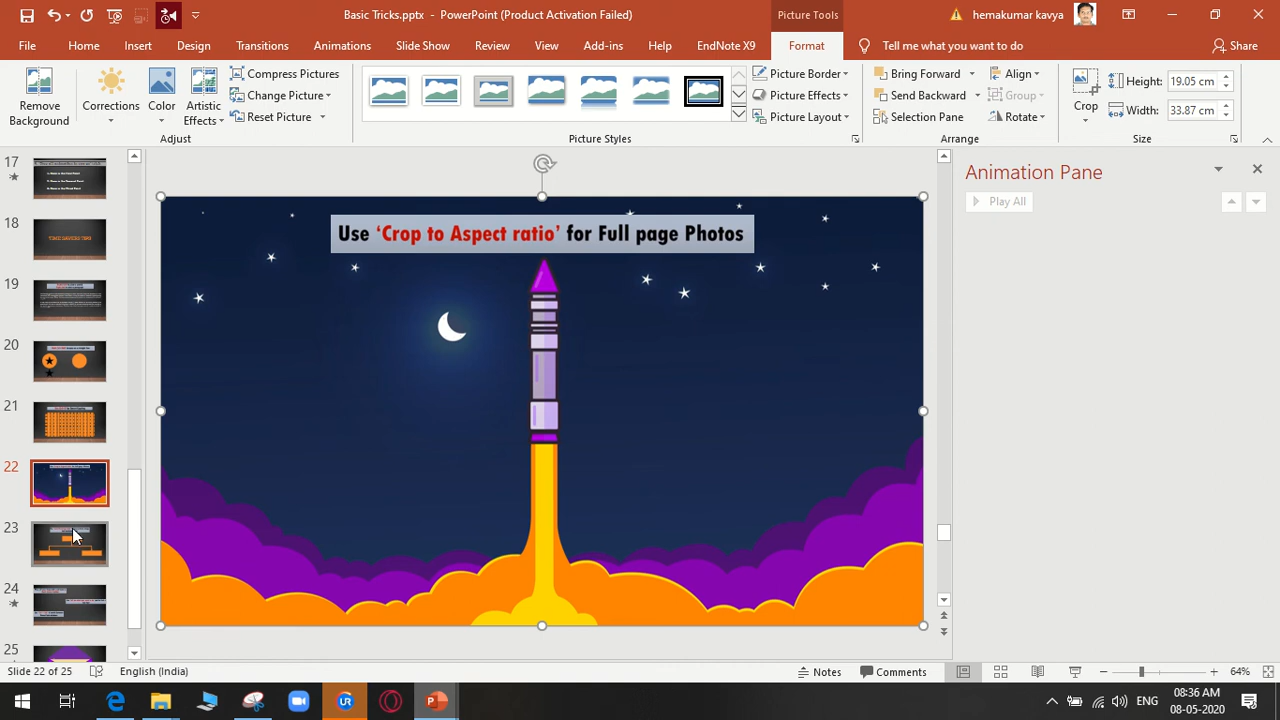 Basic Tricks.pptx - PowerPoint (Product Activation Failed)
Picture Tools
hemakumar kavya
File
Home
Insert
Design
Transitions
Animations
Slide Show
Review
View
Add-ins
Help
EndNote X9
Format
Tell me what you want to do
Share
Remove Background
Corrections
Color
Artistic Effects
Compress Pictures
Change Picture
Reset Picture
Adjust
Picture Styles
Picture Border
Picture Effects
Picture Layout
Bring Forward
Send Backward
Selection Pane
Align
Group
Rotate
Arrange
Crop
Height: 19.05 cm
Width: 33.87 cm
Size
17
18
TIME SAVING TIPS
19
20
21
22
23
24
25
Use ‘Crop to Aspect ratio’ for Full page Photos
Animation Pane
Play All
Slide 22 of 25
English (India)
Notes
Comments
64%
UR
ENG
08:36 AM
08-05-2020